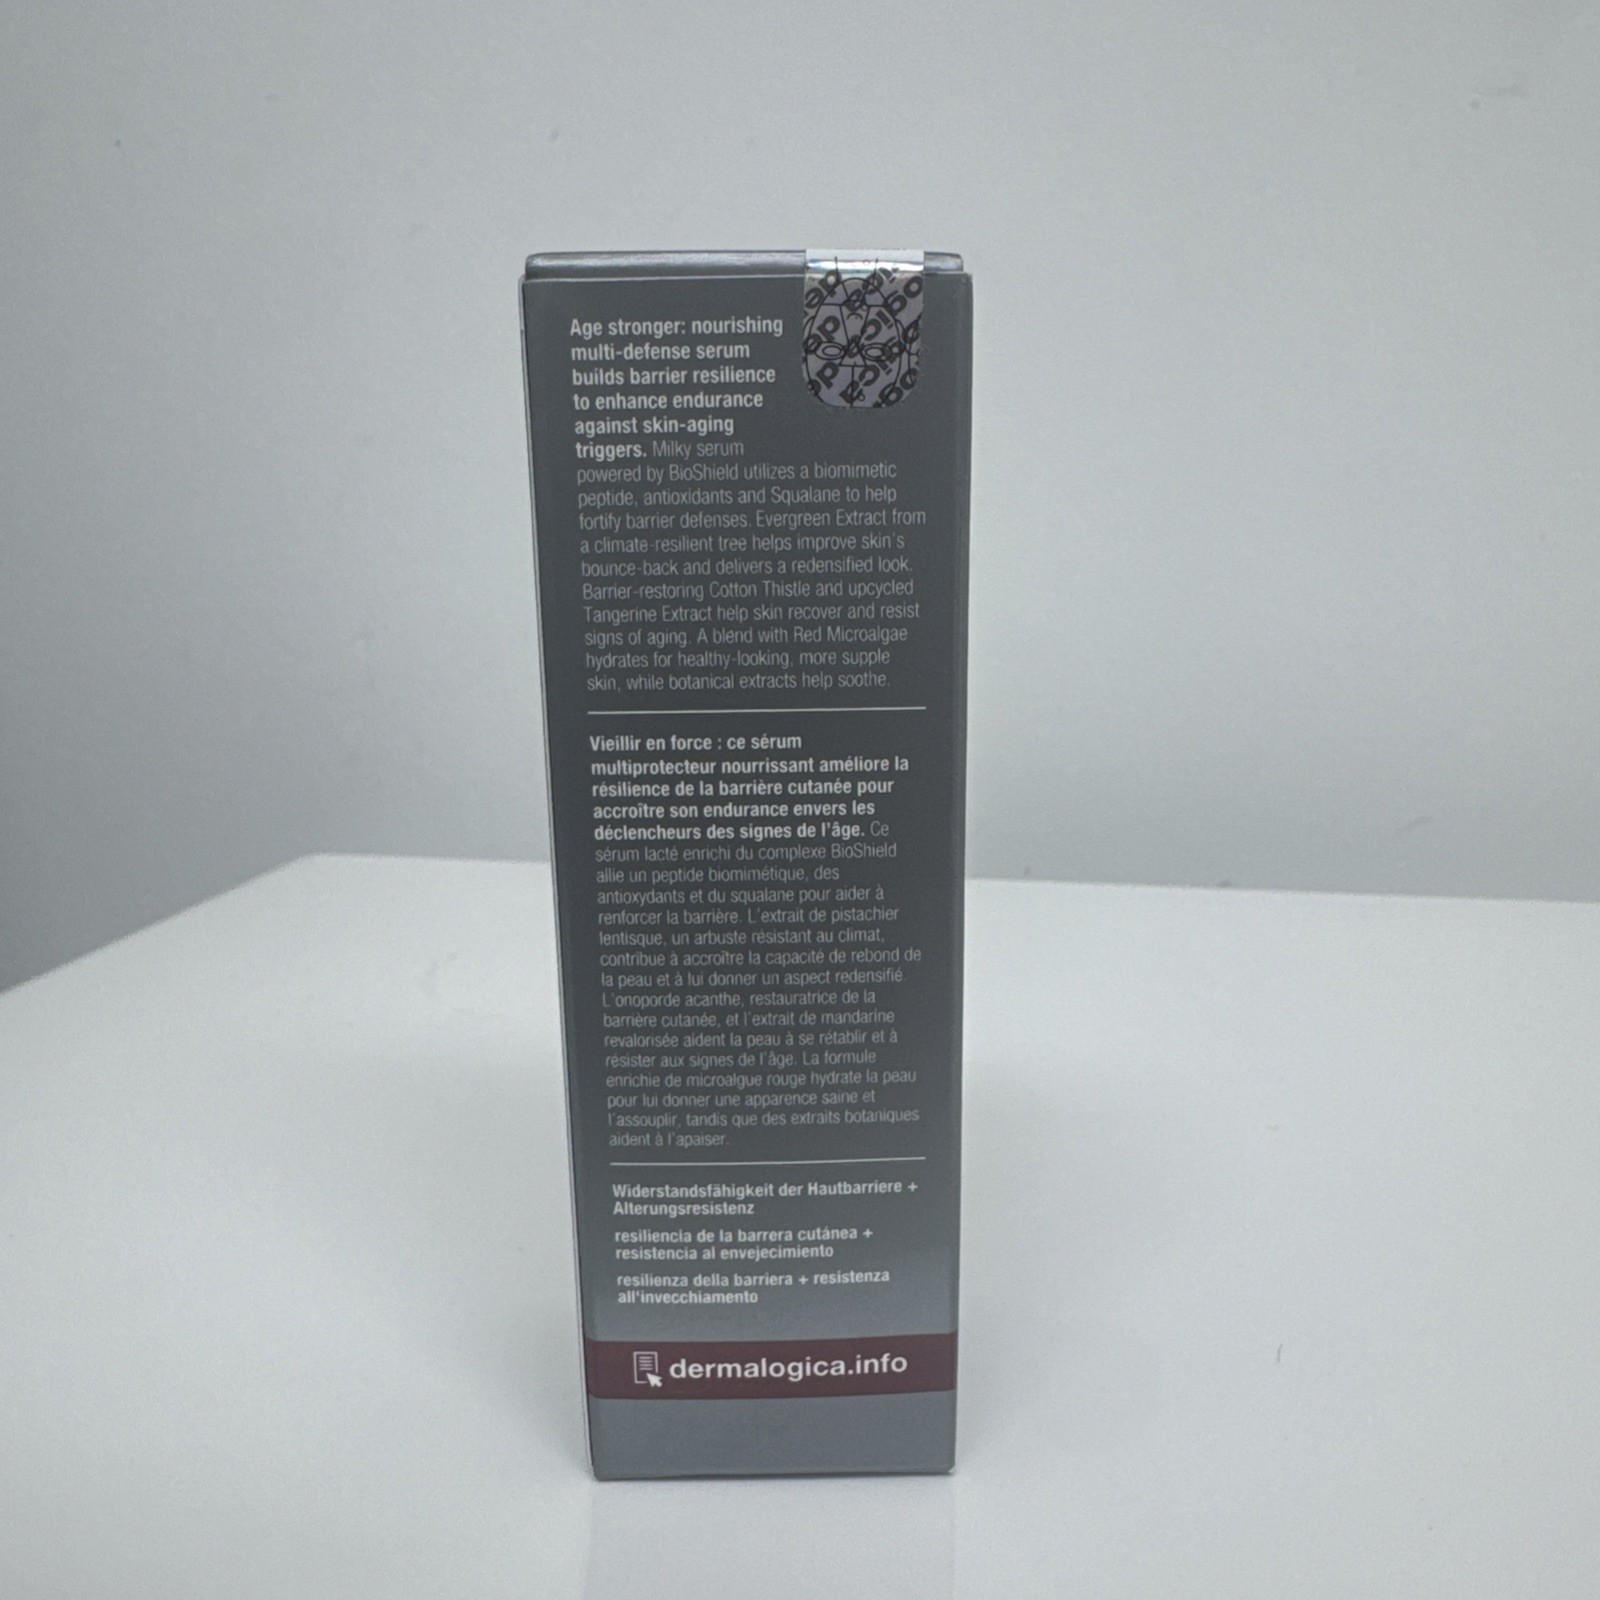 Age stronger: nourishing
multi-defense serum
builds barrier resilience
to enhance endurance
against skin-aging
triggers. Milky serum
powered by BioShield utilizes a biomimetic
peptide, antioxidants and Squalane to help
fortify barrier defenses. Evergreen Extract from
a climate-resilient tree helps improve skin's
bounce-back and delivers a redensified look.
Barrier-restoring Cotton Thistle and upcycled
Tangerine Extract help skin recover and resist
signs of aging. A blend with Red Microalgae
hydrates for healthy-looking, more supple
skin, while botanical extracts help soothe.
Vieillir en force : ce sérum
multiprotecteur nourrissant améliore la
résilience de la barrière cutanée pour
accroître son endurance envers les
déclencheurs des signes de l'âge. Ce
sérum lacté enrichi du complexe BioShield
allie un peptide biomimétique, des
antioxydants et du squalane pour aider à
renforcer la barrière. L'extrait de pistachier
lentisque, un arbuste résistant au climat,
contribue à accroître la capacité de rebond de
la peau et à lui donner un aspect redensifié.
L'onoporde acanthe, restauratrice de la
barrière cutanée, et l'extrait de mandarine
revalorisée aident la peau à se rétablir et à
résister aux signes de l'âge. La formule
enrichie de microalgue rouge hydrate la peau
pour lui donner une apparence saine et
l'assouplir, tandis que des extraits botaniques
aident à l'apaiser.
Widerstandsfähigkeit der Hautbarriere +
Alterungsresistenz
resiliencia de la barrera cutánea +
resistencia al envejecimiento
resilienza della barriera + resistenza
all'invecchiamento
dermalogica.info